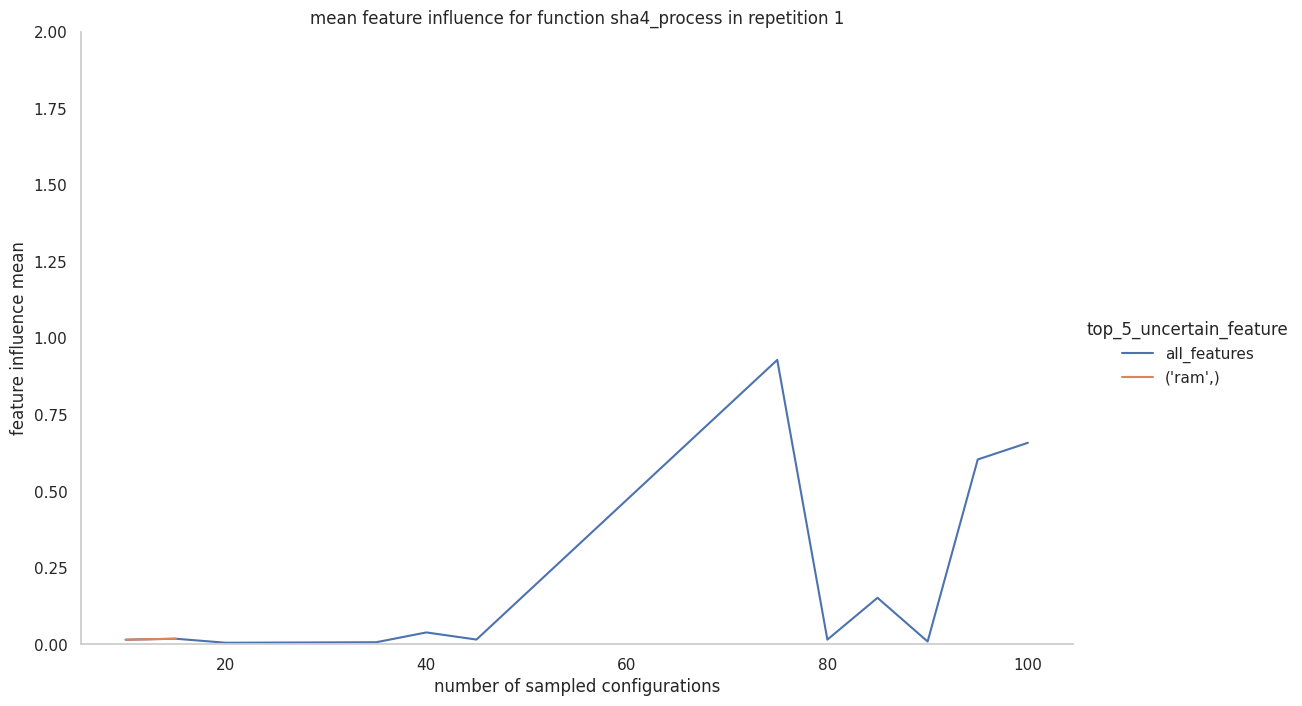 mean feature influence for function sha4_process in repetition 1
2.00
1.75
1.50
1.25
1.00
0.75
0.50
0.25
0.00
feature influence mean
20 40 60 80 100
number of sampled configurations
top_5_uncertain_feature
all_features
('ram',)